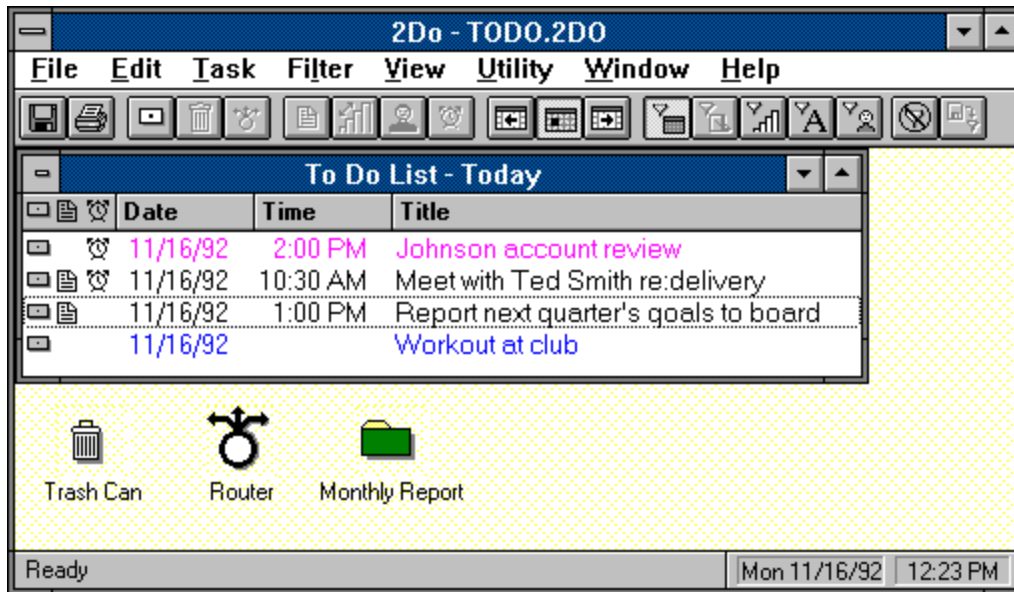 2Do - TODO.2DO
File Edit Task Filter View Utility Window Help
A
To Do List - Today
Date Time Title
11/16/92 2:00 PM Johnson account review
11/16/92 10:30 AM Meet with Ted Smith re:delivery
11/16/92 1:00 PM Report next quarter's goals to board
11/16/92 Workout at club
Trash Can Router Monthly Report
Ready Mon 11/16/92 12:23 PM